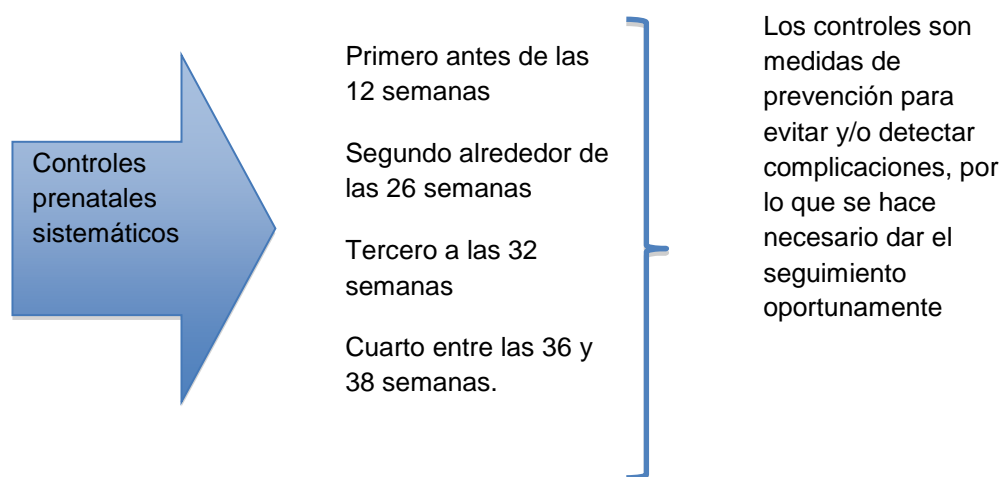 Controles
prenatales
sistemáticos
Primero antes de las
12 semanas
Segundo alrededor de
las 26 semanas
Tercero a las 32
semanas
Cuarto entre las 36 y
38 semanas.
Los controles son
medidas de
prevención para
evitar y/o detectar
complicaciones, por
lo que se hace
necesario dar el
seguimiento
oportunamente